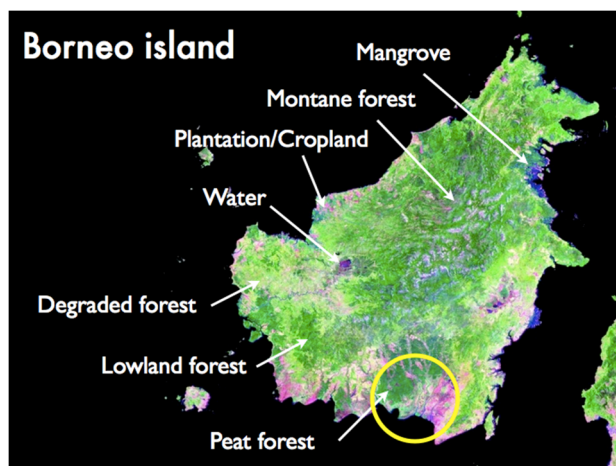 Borneo island
Mangrove
Montane forest
Plantation/Cropland
Water
Degraded forest
Lowland forest
Peat forest